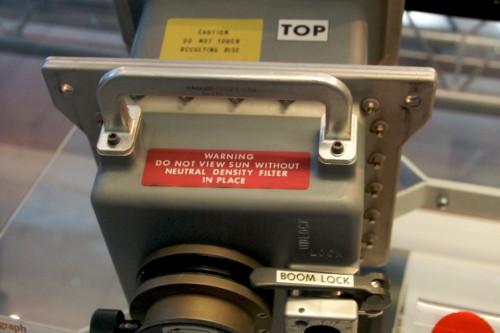 CAUTION
DO NOT TOUCH
OCCULTING DISC
TOP
WARNING
DO NOT VIEW SUN WITHOUT
NEUTRAL DENSITY FILTER
IN PLACE
UNLOCK
LOCK
BOOM LOCK